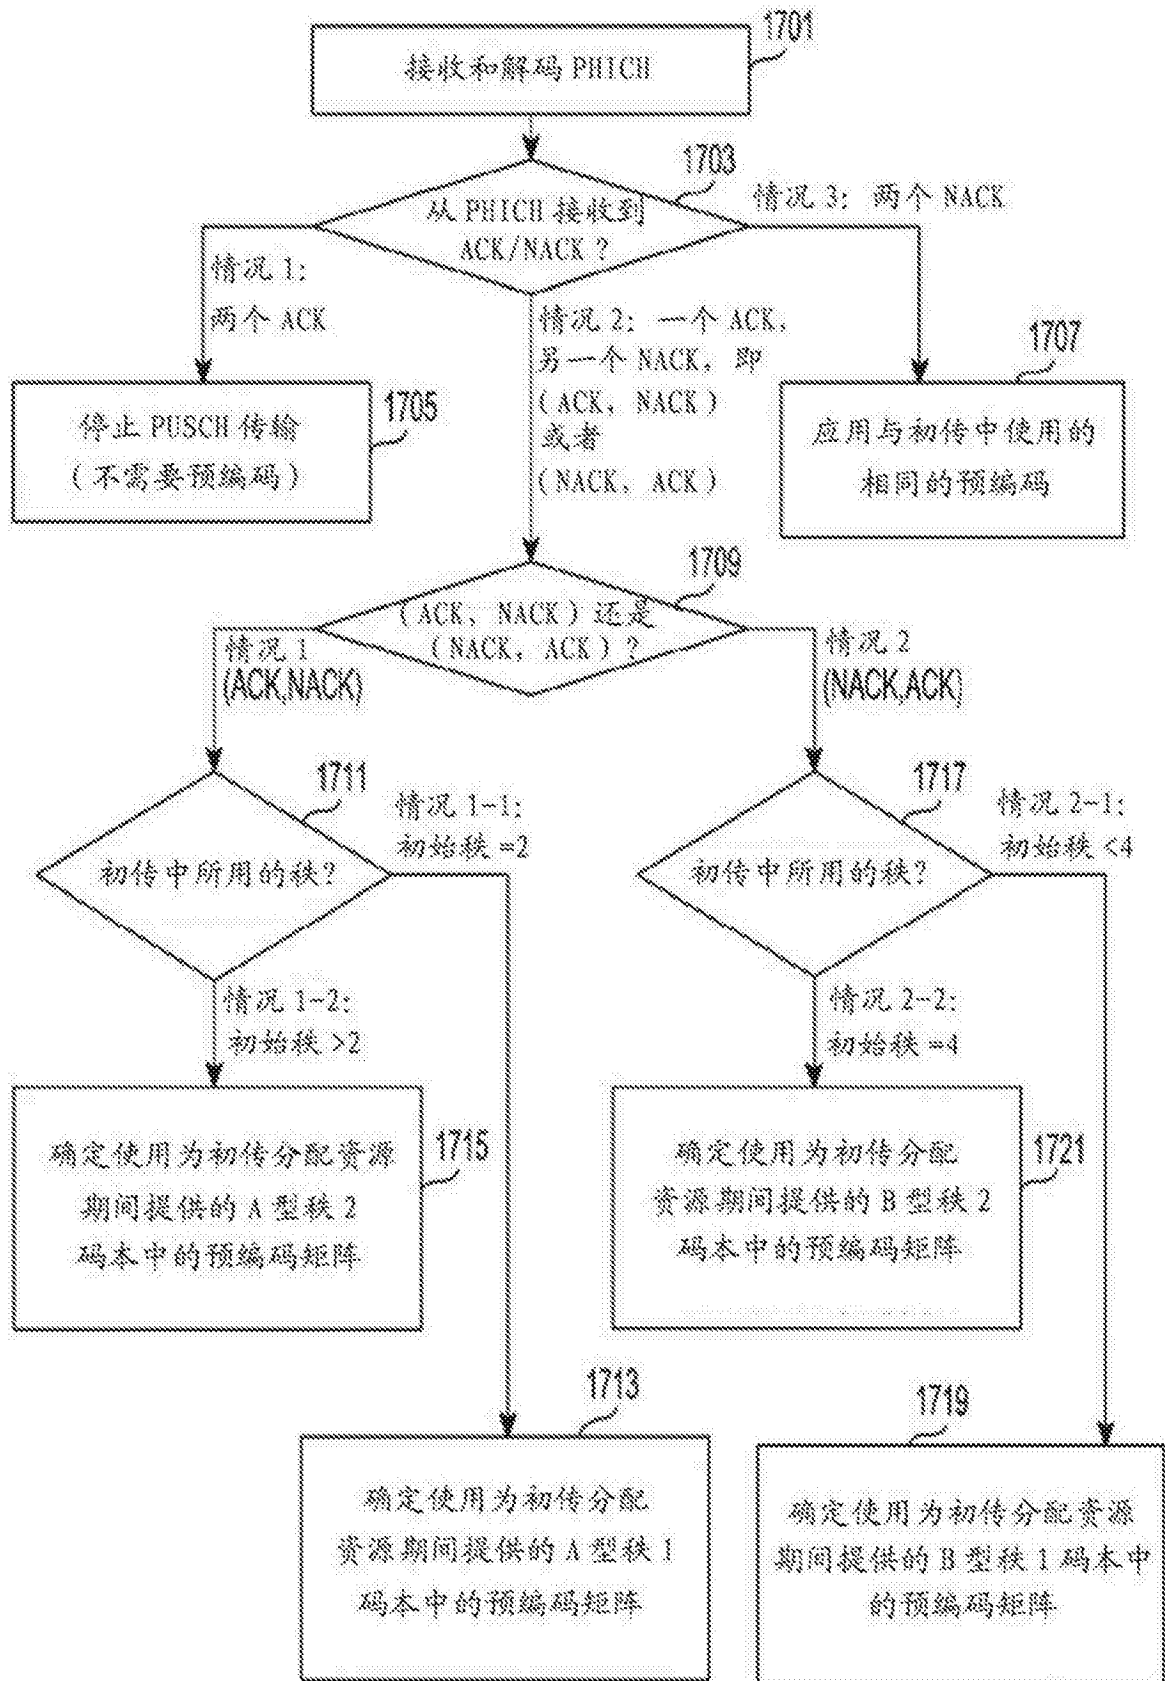 1701
接收和解码 PHICH
1703
从 PHICH 接收到
ACK/NACK？
情况 3：两个 NACK
情况 1：
两个 ACK
情况 2：一个 ACK，
另一个 NACK，即
（ACK，NACK）
或者
（NACK，ACK）
1705
停止 PUSCH 传输
（不需要预编码）
1707
应用与初传中使用的
相同的预编码
1709
（ACK，NACK）还是
（NACK，ACK）？
情况 1
(ACK,NACK)
情况 2
(NACK,ACK)
1711
初传中所用的秩？
情况 1-1：
初始秩 =2
情况 1-2：
初始秩 >2
1717
初传中所用的秩？
情况 2-1：
初始秩 <4
情况 2-2：
初始秩 =4
1715
确定使用为初传分配资源
期间提供的 A 型秩 2
码本中的预编码矩阵
1721
确定使用为初传分配
资源期间提供的 B 型秩 2
码本中的预编码矩阵
1713
确定使用为初传分配
资源期间提供的 A 型秩 1
码本中的预编码矩阵
1719
确定使用为初传分配资源
期间提供的 B 型秩 1 码本中
的预编码矩阵